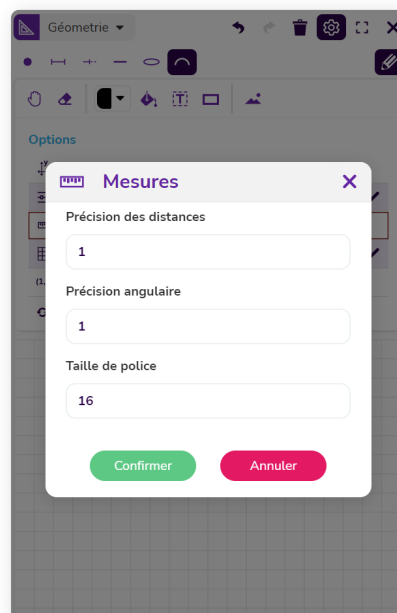 Géometrie
Options
Mesures
Précision des distances
1
Précision angulaire
1
Taille de police
16
Confirmer
Annuler